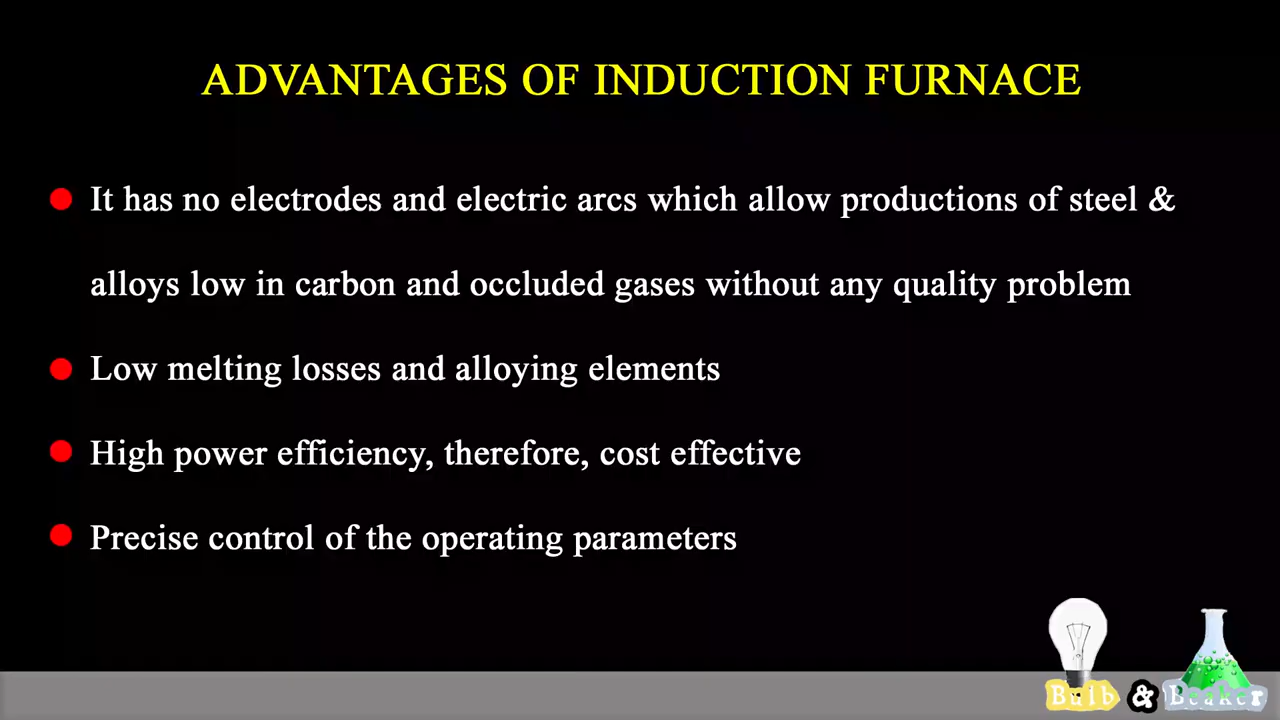 ADVANTAGES OF INDUCTION FURNACE
It has no electrodes and electric arcs which allow productions of steel &
alloys low in carbon and occluded gases without any quality problem
Low melting losses and alloying elements
High power efficiency, therefore, cost effective
Precise control of the operating parameters
Bulb & Beaker